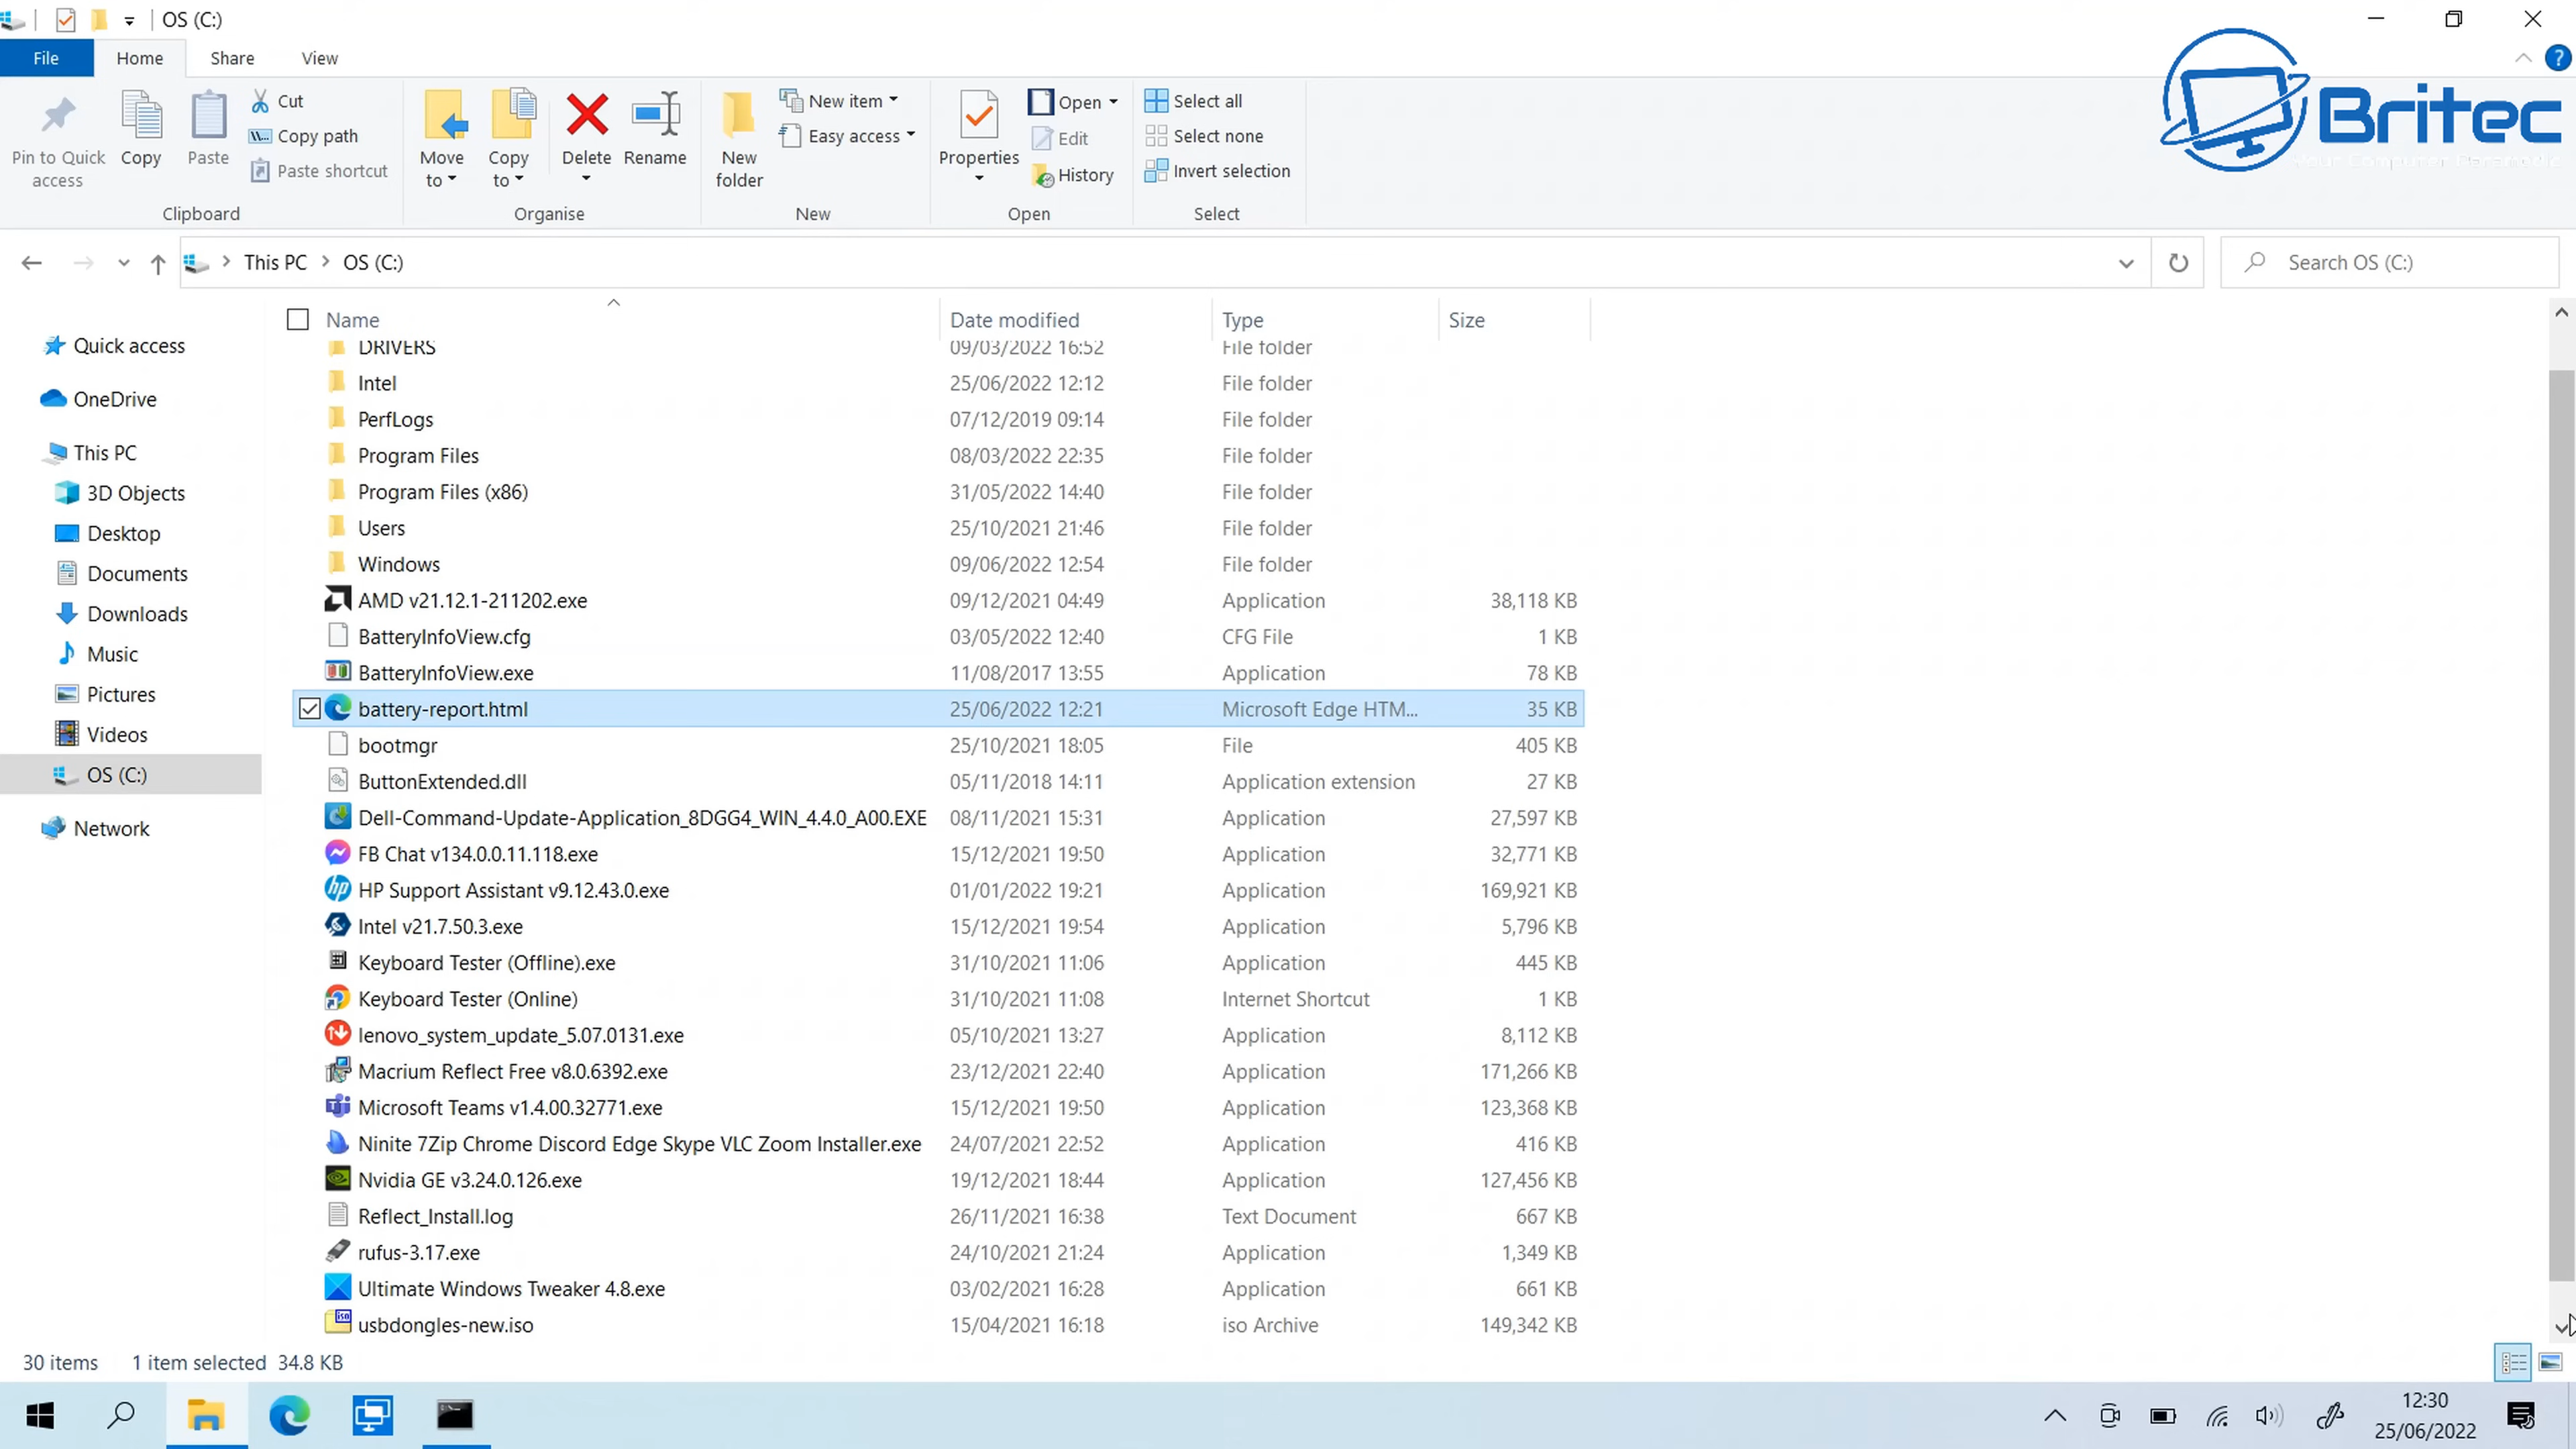 OS (C:)
File Home Share View
Pin to Quick access
Copy
Paste
Cut
Copy path
Paste shortcut
Clipboard
Move to
Copy to
Delete
Rename
Organise
New folder
New item
Easy access
New
Properties
Open
Edit
History
Open
Select all
Select none
Invert selection
Select
Britec
This PC OS (C:)
Search OS (C:)
Quick access
OneDrive
This PC
3D Objects
Desktop
Documents
Downloads
Music
Pictures
Videos
OS (C:)
Network
Name Date modified Type Size
DRIVERS 09/03/2022 16:52 File folder
Intel 25/06/2022 12:12 File folder
PerfLogs 07/12/2019 09:14 File folder
Program Files 08/03/2022 22:35 File folder
Program Files (x86) 31/05/2022 14:40 File folder
Users 25/10/2021 21:46 File folder
Windows 09/06/2022 12:54 File folder
AMD v21.12.1-211202.exe 09/12/2021 04:49 Application 38,118 KB
BatteryInfoView.cfg 03/05/2022 12:40 CFG File 1 KB
BatteryInfoView.exe 11/08/2017 13:55 Application 78 KB
battery-report.html 25/06/2022 12:21 Microsoft Edge HTM... 35 KB
bootmgr 25/10/2021 18:05 File 405 KB
ButtonExtended.dll 05/11/2018 14:11 Application extension 27 KB
Dell-Command-Update-Application_8DGG4_WIN_4.4.0_A00.EXE 08/11/2021 15:31 Application 27,597 KB
FB Chat v134.0.0.11.118.exe 15/12/2021 19:50 Application 32,771 KB
HP Support Assistant v9.12.43.0.exe 01/01/2022 19:21 Application 169,921 KB
Intel v21.7.50.3.exe 15/12/2021 19:54 Application 5,796 KB
Keyboard Tester (Offline).exe 31/10/2021 11:06 Application 445 KB
Keyboard Tester (Online) 31/10/2021 11:08 Internet Shortcut 1 KB
lenovo_system_update_5.07.0131.exe 05/10/2021 13:27 Application 8,112 KB
Macrium Reflect Free v8.0.6392.exe 23/12/2021 22:40 Application 171,266 KB
Microsoft Teams v1.4.00.32771.exe 15/12/2021 19:50 Application 123,368 KB
Ninite 7Zip Chrome Discord Edge Skype VLC Zoom Installer.exe 24/07/2021 22:52 Application 416 KB
Nvidia GE v3.24.0.126.exe 19/12/2021 18:44 Application 127,456 KB
Reflect_Install.log 26/11/2021 16:38 Text Document 667 KB
rufus-3.17.exe 24/10/2021 21:24 Application 1,349 KB
Ultimate Windows Tweaker 4.8.exe 03/02/2021 16:28 Application 661 KB
usbdongles-new.iso 15/04/2021 16:18 iso Archive 149,342 KB
30 items 1 item selected 34.8 KB
12:30
25/06/2022